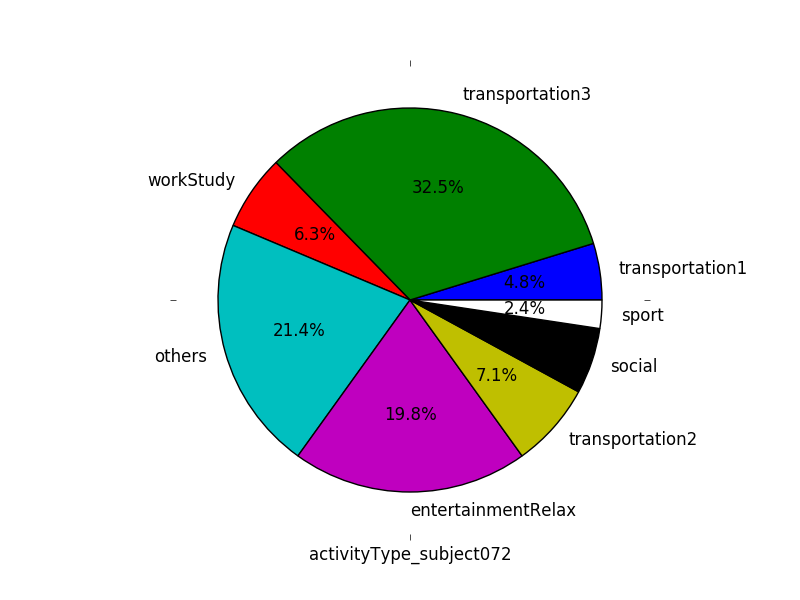 transportation3
workStudy
32.5%
6.3%
transportation1
4.8%
2.4%
sport
21.4%
others
social
7.1%
19.8%
transportation2
entertainmentRelax
activityType_subject072